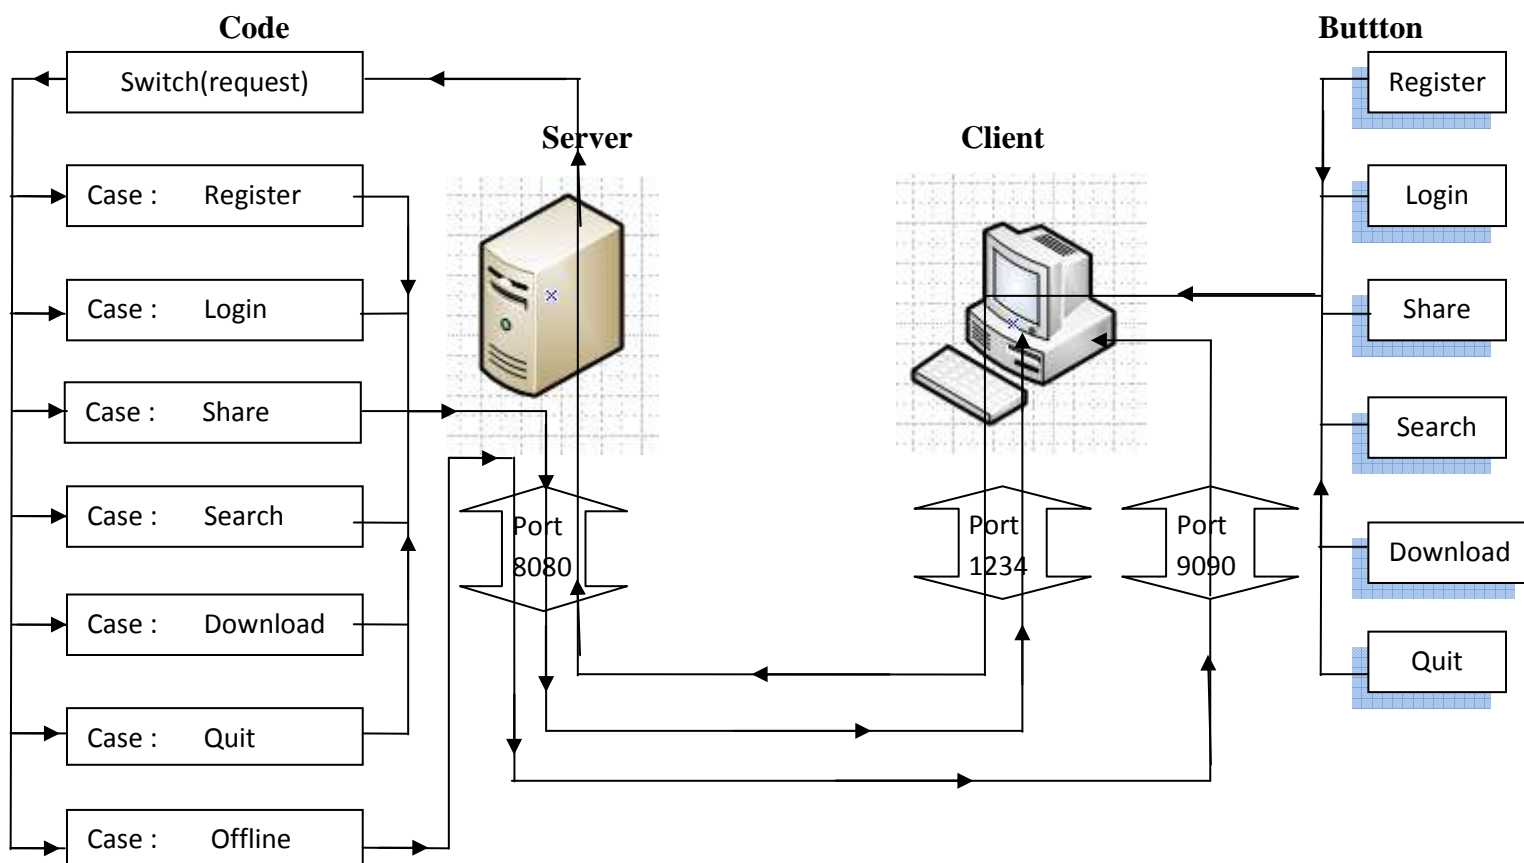 Code
Buttton
Switch(request)
Register
Server
Client
Case : Register
Login
Case : Login
Share
Case : Share
Search
Case : Search
Port
8080
Port
1234
Port
9090
Download
Case : Download
Quit
Case : Quit
Case : Offline